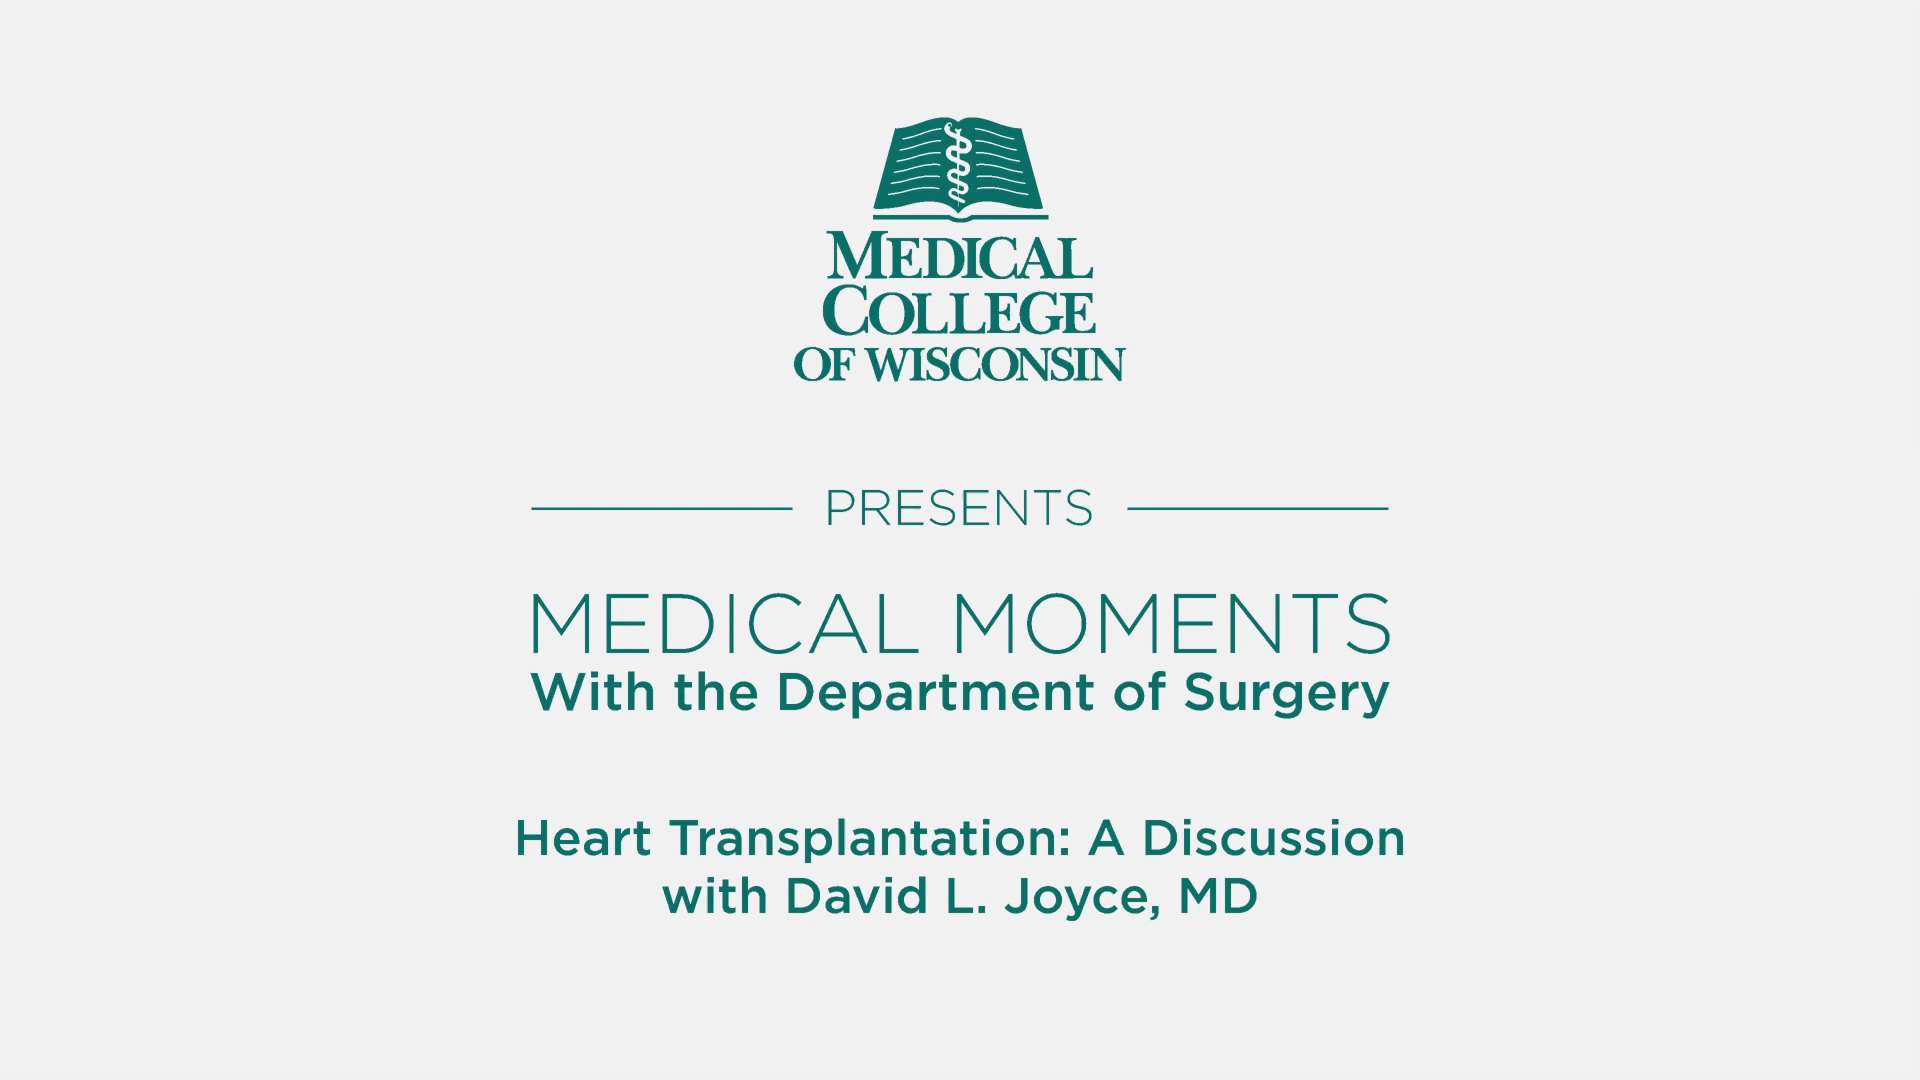 MEDICAL
COLLEGE
OF WISCONSIN
PRESENTS
MEDICAL MOMENTS
With the Department of Surgery
Heart Transplantation: A Discussion
with David L. Joyce, MD